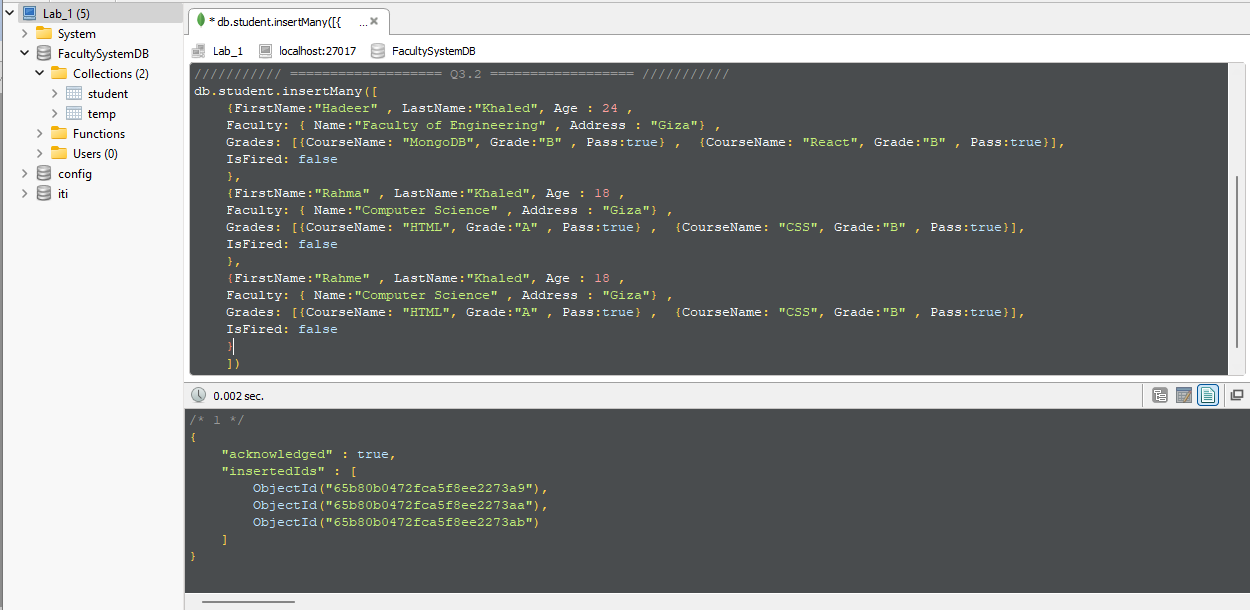 Lab_1 (5)
System
FacultySystemDB
Collections (2)
student
temp
Functions
Users (0)
config
iti
* db.student.insertMany([{ ...
Lab_1 localhost:27017 FacultySystemDB
/////////// =================== Q3.2 ================== ///////////
db.student.insertMany([
{FirstName:"Hadeer" , LastName:"Khaled", Age : 24 ,
Faculty: { Name:"Faculty of Engineering" , Address : "Giza"} ,
Grades: [{CourseName: "MongoDB", Grade:"B" , Pass:true} , {CourseName: "React", Grade:"B" , Pass:true}],
IsFired: false
},
{FirstName:"Rahma" , LastName:"Khaled", Age : 18 ,
Faculty: { Name:"Computer Science" , Address : "Giza"} ,
Grades: [{CourseName: "HTML", Grade:"A" , Pass:true} , {CourseName: "CSS", Grade:"B" , Pass:true}],
IsFired: false
},
{FirstName:"Rahme" , LastName:"Khaled", Age : 18 ,
Faculty: { Name:"Computer Science" , Address : "Giza"} ,
Grades: [{CourseName: "HTML", Grade:"A" , Pass:true} , {CourseName: "CSS", Grade:"B" , Pass:true}],
IsFired: false
}
])
0.002 sec.
/* 1 */
{
"acknowledged" : true,
"insertedIds" : [
ObjectId("65b80b0472fca5f8ee2273a9"),
ObjectId("65b80b0472fca5f8ee2273aa"),
ObjectId("65b80b0472fca5f8ee2273ab")
]
}